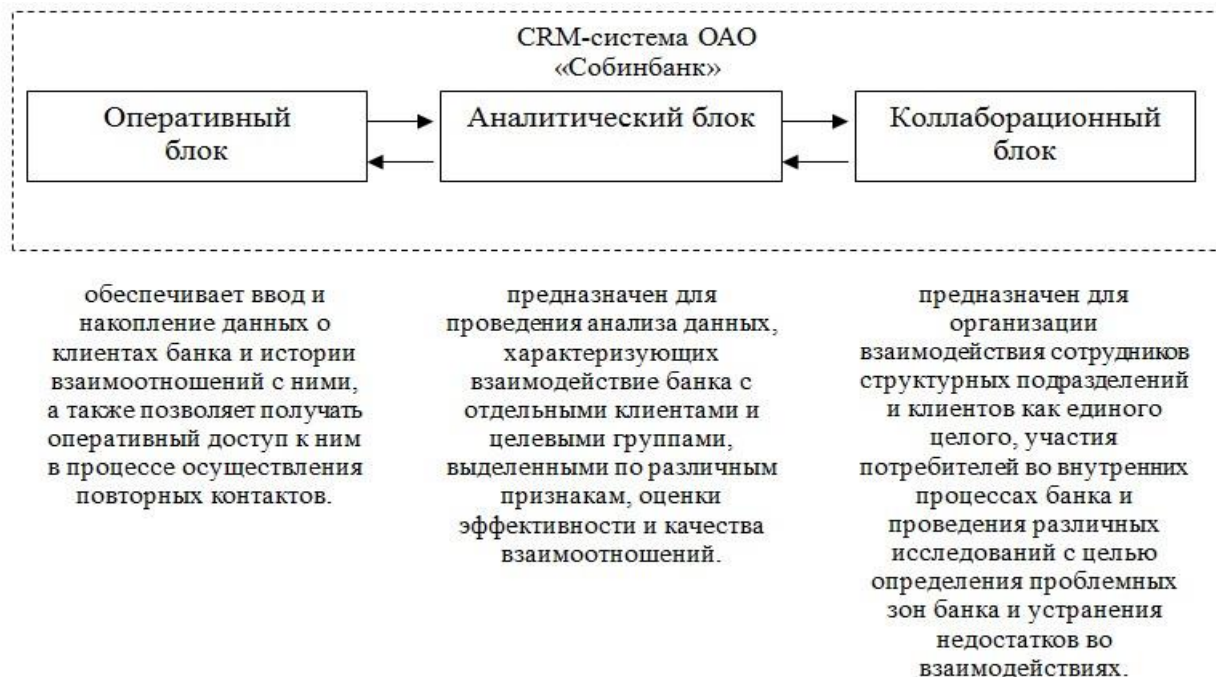 CRM-система ОАО
«Собинбанк»
Оперативный
блок
Аналитический блок
Коллаборационный
блок
обеспечивает ввод и
накопление данных о
клиентах банка и истории
взаимоотношений с ними,
а также позволяет получать
оперативный доступ к ним
в процессе осуществления
повторных контактов.
предназначен для
проведения анализа данных,
характеризующих
взаимодействие банка с
отдельными клиентами и
целевыми группами,
выделенными по различным
признакам, оценки
эффективности и качества
взаимоотношений.
предназначен для
организации
взаимодействия сотрудников
структурных подразделений
и клиентов как единого
целого, участия
потребителей во внутренних
процессах банка и
проведения различных
исследований с целью
определения проблемных
зон банка и устранения
недостатков во
взаимодействиях.